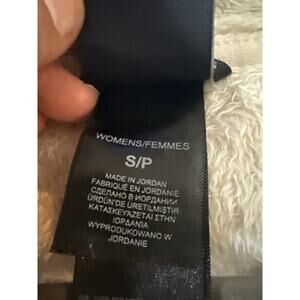 WOMENS/FEMMES
S/P
MADE IN JORDAN
FABRIQUÉ EN JORDANIE
СДЕЛАНО В ИОРДАНИИ
ÜRDÜN'DE ÜRETİLMİŞTİR
ΚΑΤΑΣΚΕΥΑΖΕΤΑΙ ΣΤΗΝ
ΙΟΡΔΑΝΙΑ
WYPRODUKOWANO W
JORDANIE